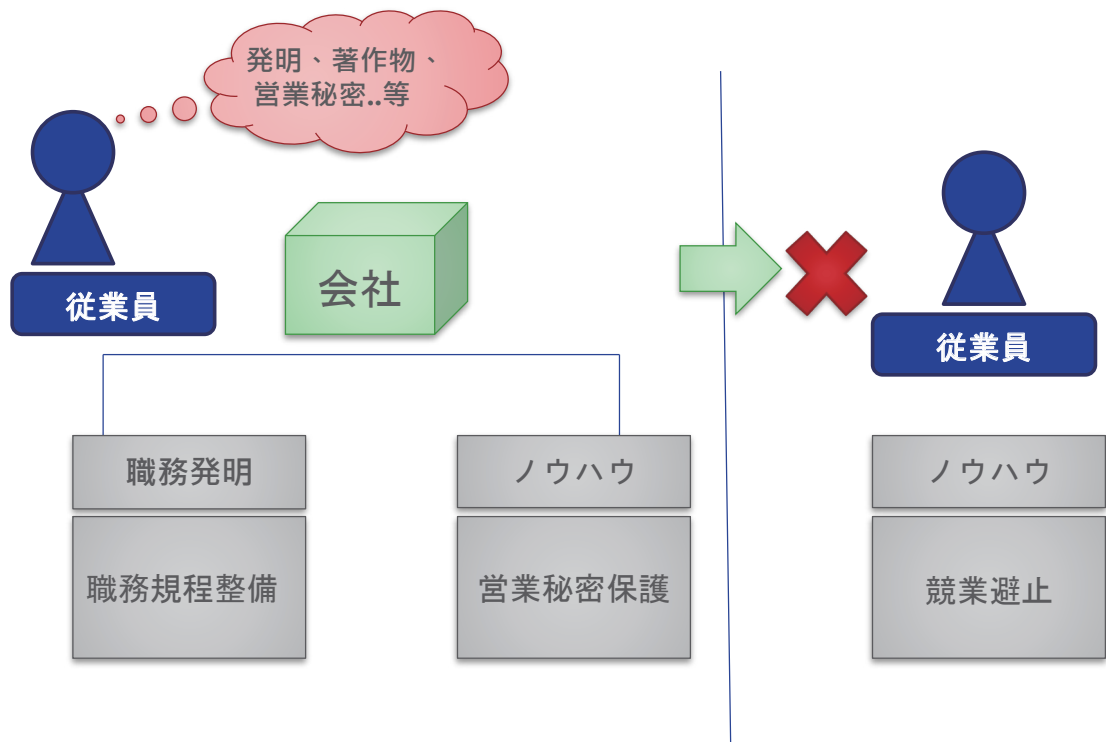 発明、著作物、
営業秘密..等
従業員
会社
従業員
職務発明
ノウハウ
ノウハウ
職務規程整備
営業秘密保護
競業避止